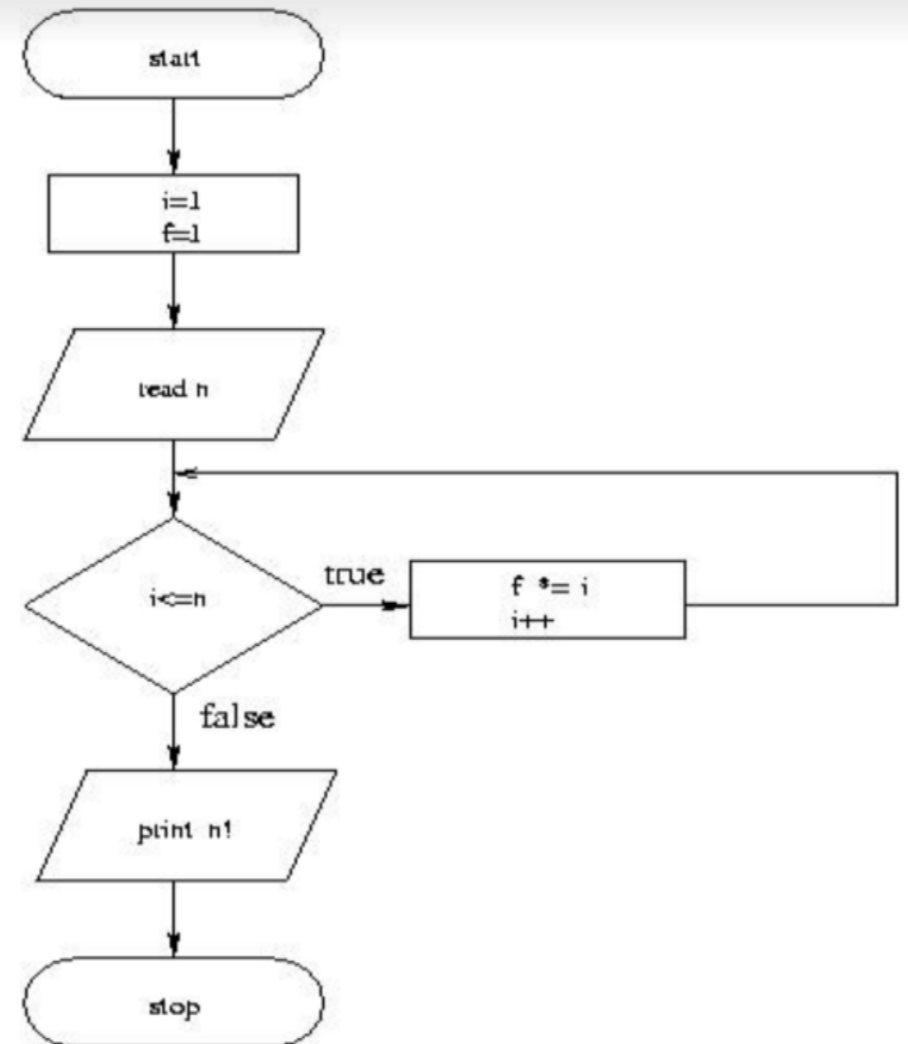 start
i=1
f=1
read n
i<=n
true
f *= i
i++
false
print n!
stop